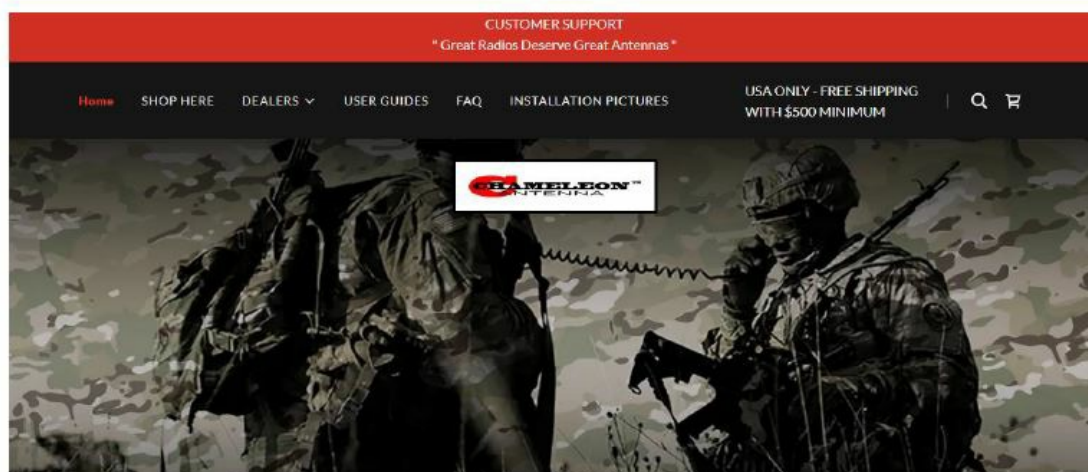 CUSTOMER SUPPORT
" Great Radios Deserve Great Antennas "
Home SHOP HERE DEALERS USER GUIDES FAQ INSTALLATION PICTURES
USA ONLY - FREE SHIPPING
WITH $500 MINIMUM
CHAMELEON™
ANTENNA